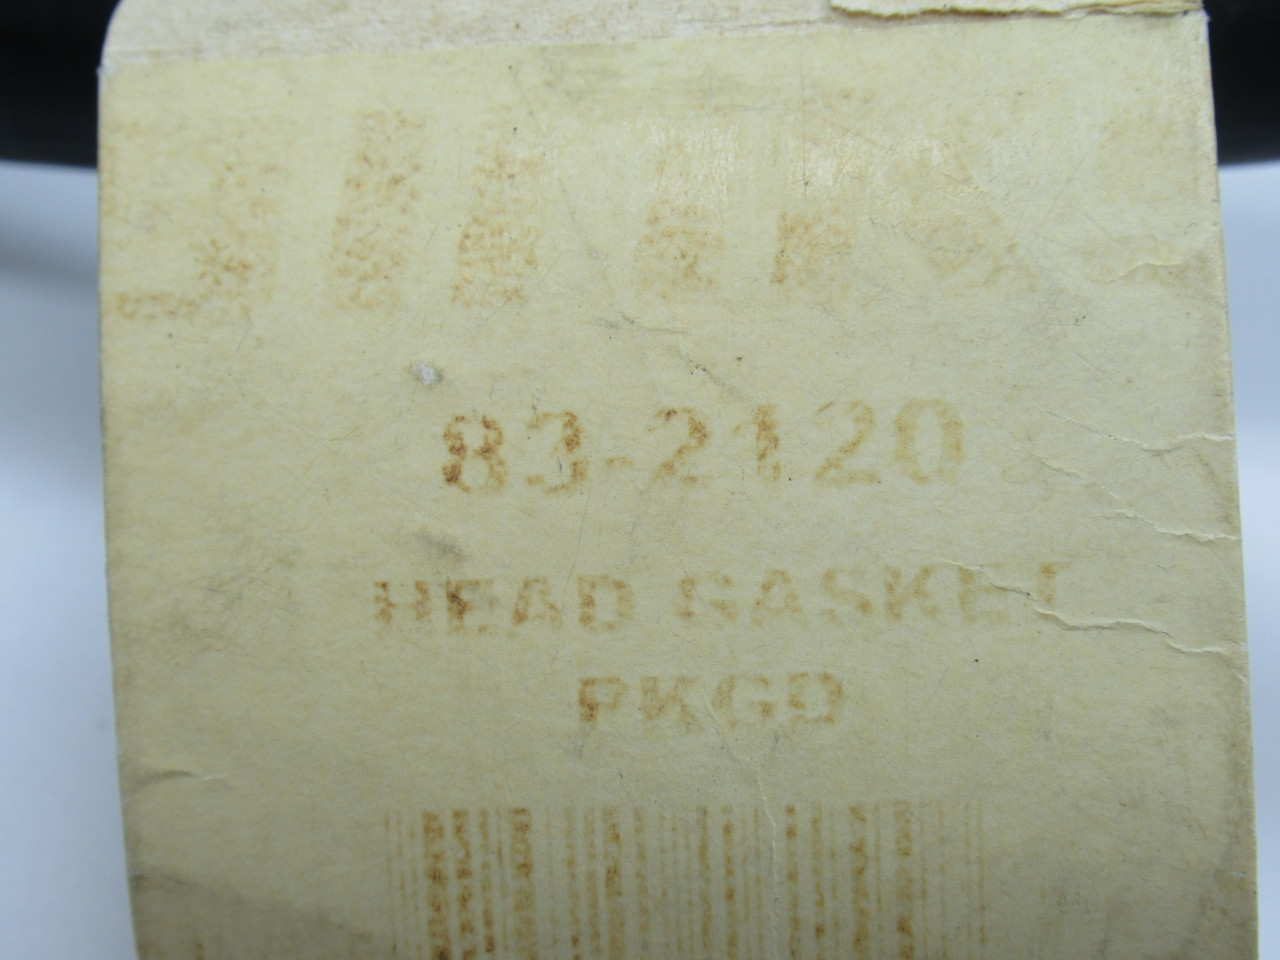 83-2120
HEAD GASKET
PKGD